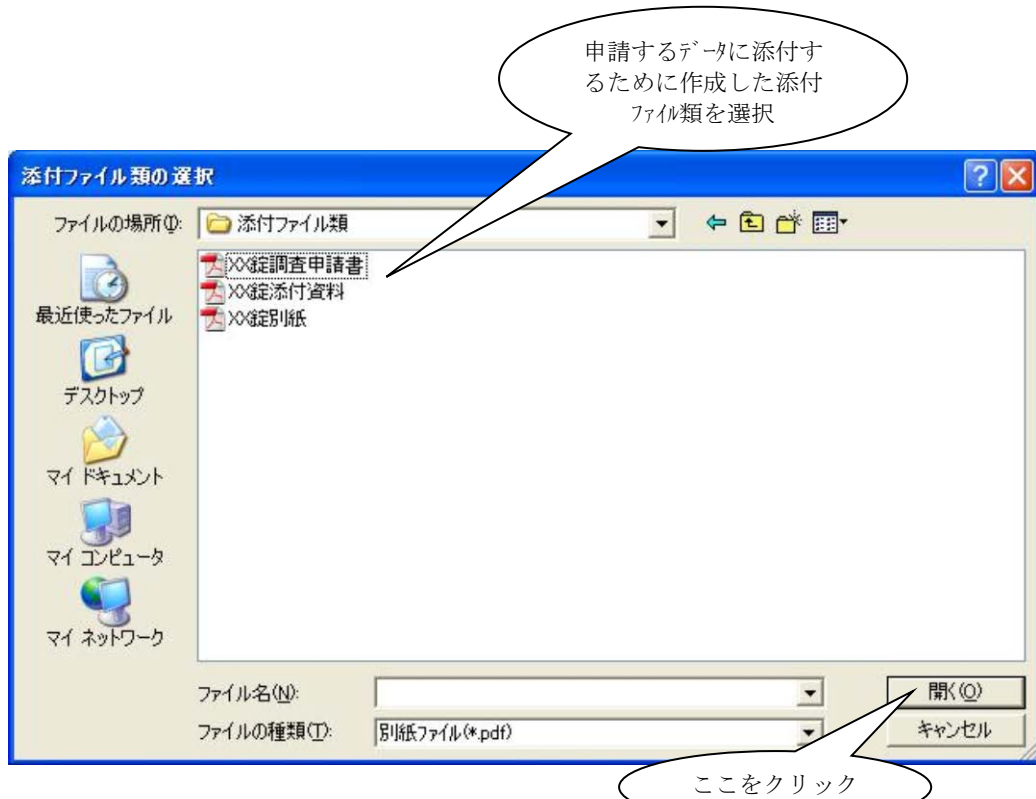 申請するﾃﾞｰﾀに添付す
るために作成した添付
ﾌｧｲﾙ類を選択
添付ファイル類の選択
ファイルの場所(I):
添付ファイル類
XX錠調査申請書
XX錠添付資料
XX錠別紙
最近使ったファイル
デスクトップ
マイ ドキュメント
マイ コンピュータ
マイ ネットワーク
ファイル名(N):
開く(O)
ファイルの種類(T):
別紙ファイル(*.pdf)
キャンセル
ここをクリック